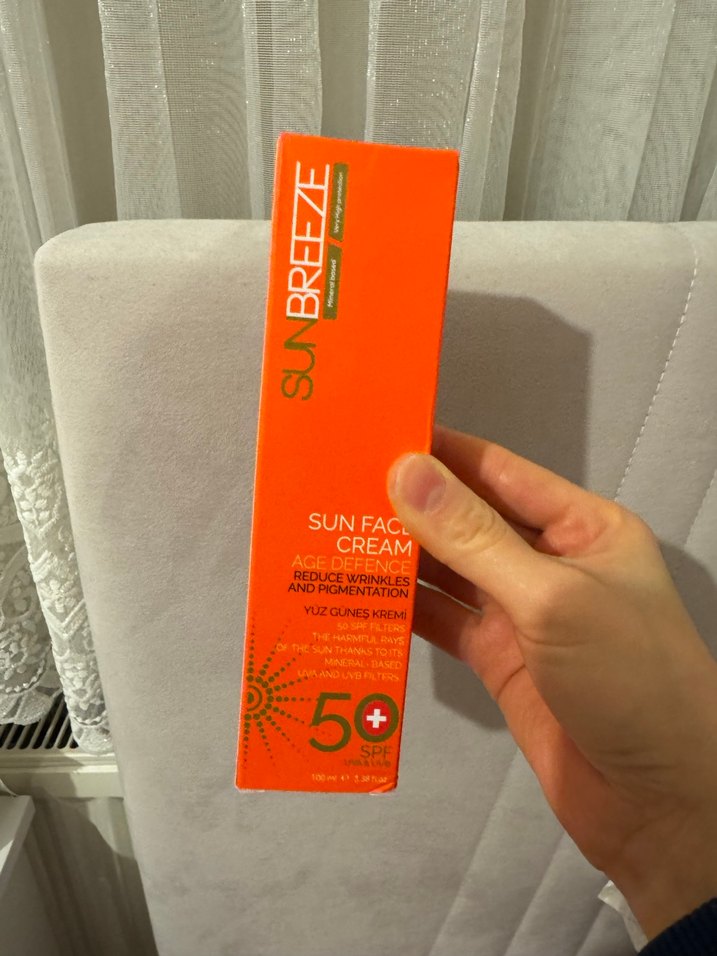 SUNBREEZE
Mineral based
Very High protection
SUN FACE
CREAM
AGE DEFENCE
REDUCE WRINKLES
AND PIGMENTATION
YÜZ GÜNEŞ KREMİ
50 SPF FILTERS
THE HARMFUL RAYS
OF THE SUN THANKS TO ITS
MINERAL - BASED
UVA AND UVB FILTERS
50+
SPF
UVA & UVB
100 ml ℮ 3.38 fl.oz